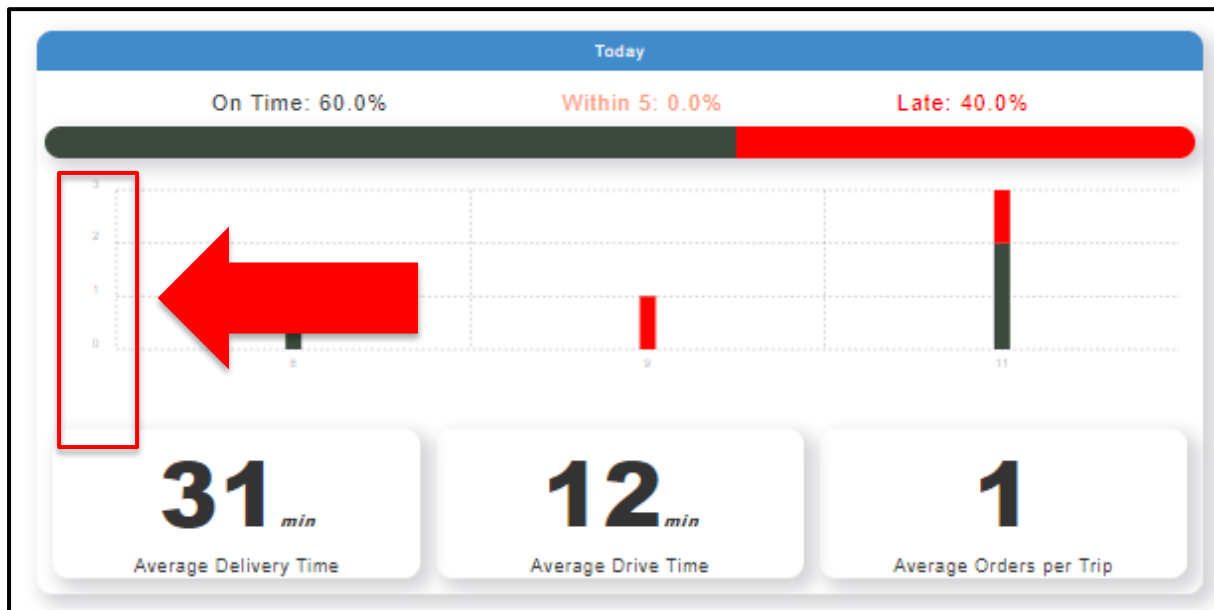 Today
On Time: 60.0% Within 5: 0.0% Late: 40.0%
3
2
1
0
8 9 11
31 min 12 min 1
Average Delivery Time Average Drive Time Average Orders per Trip